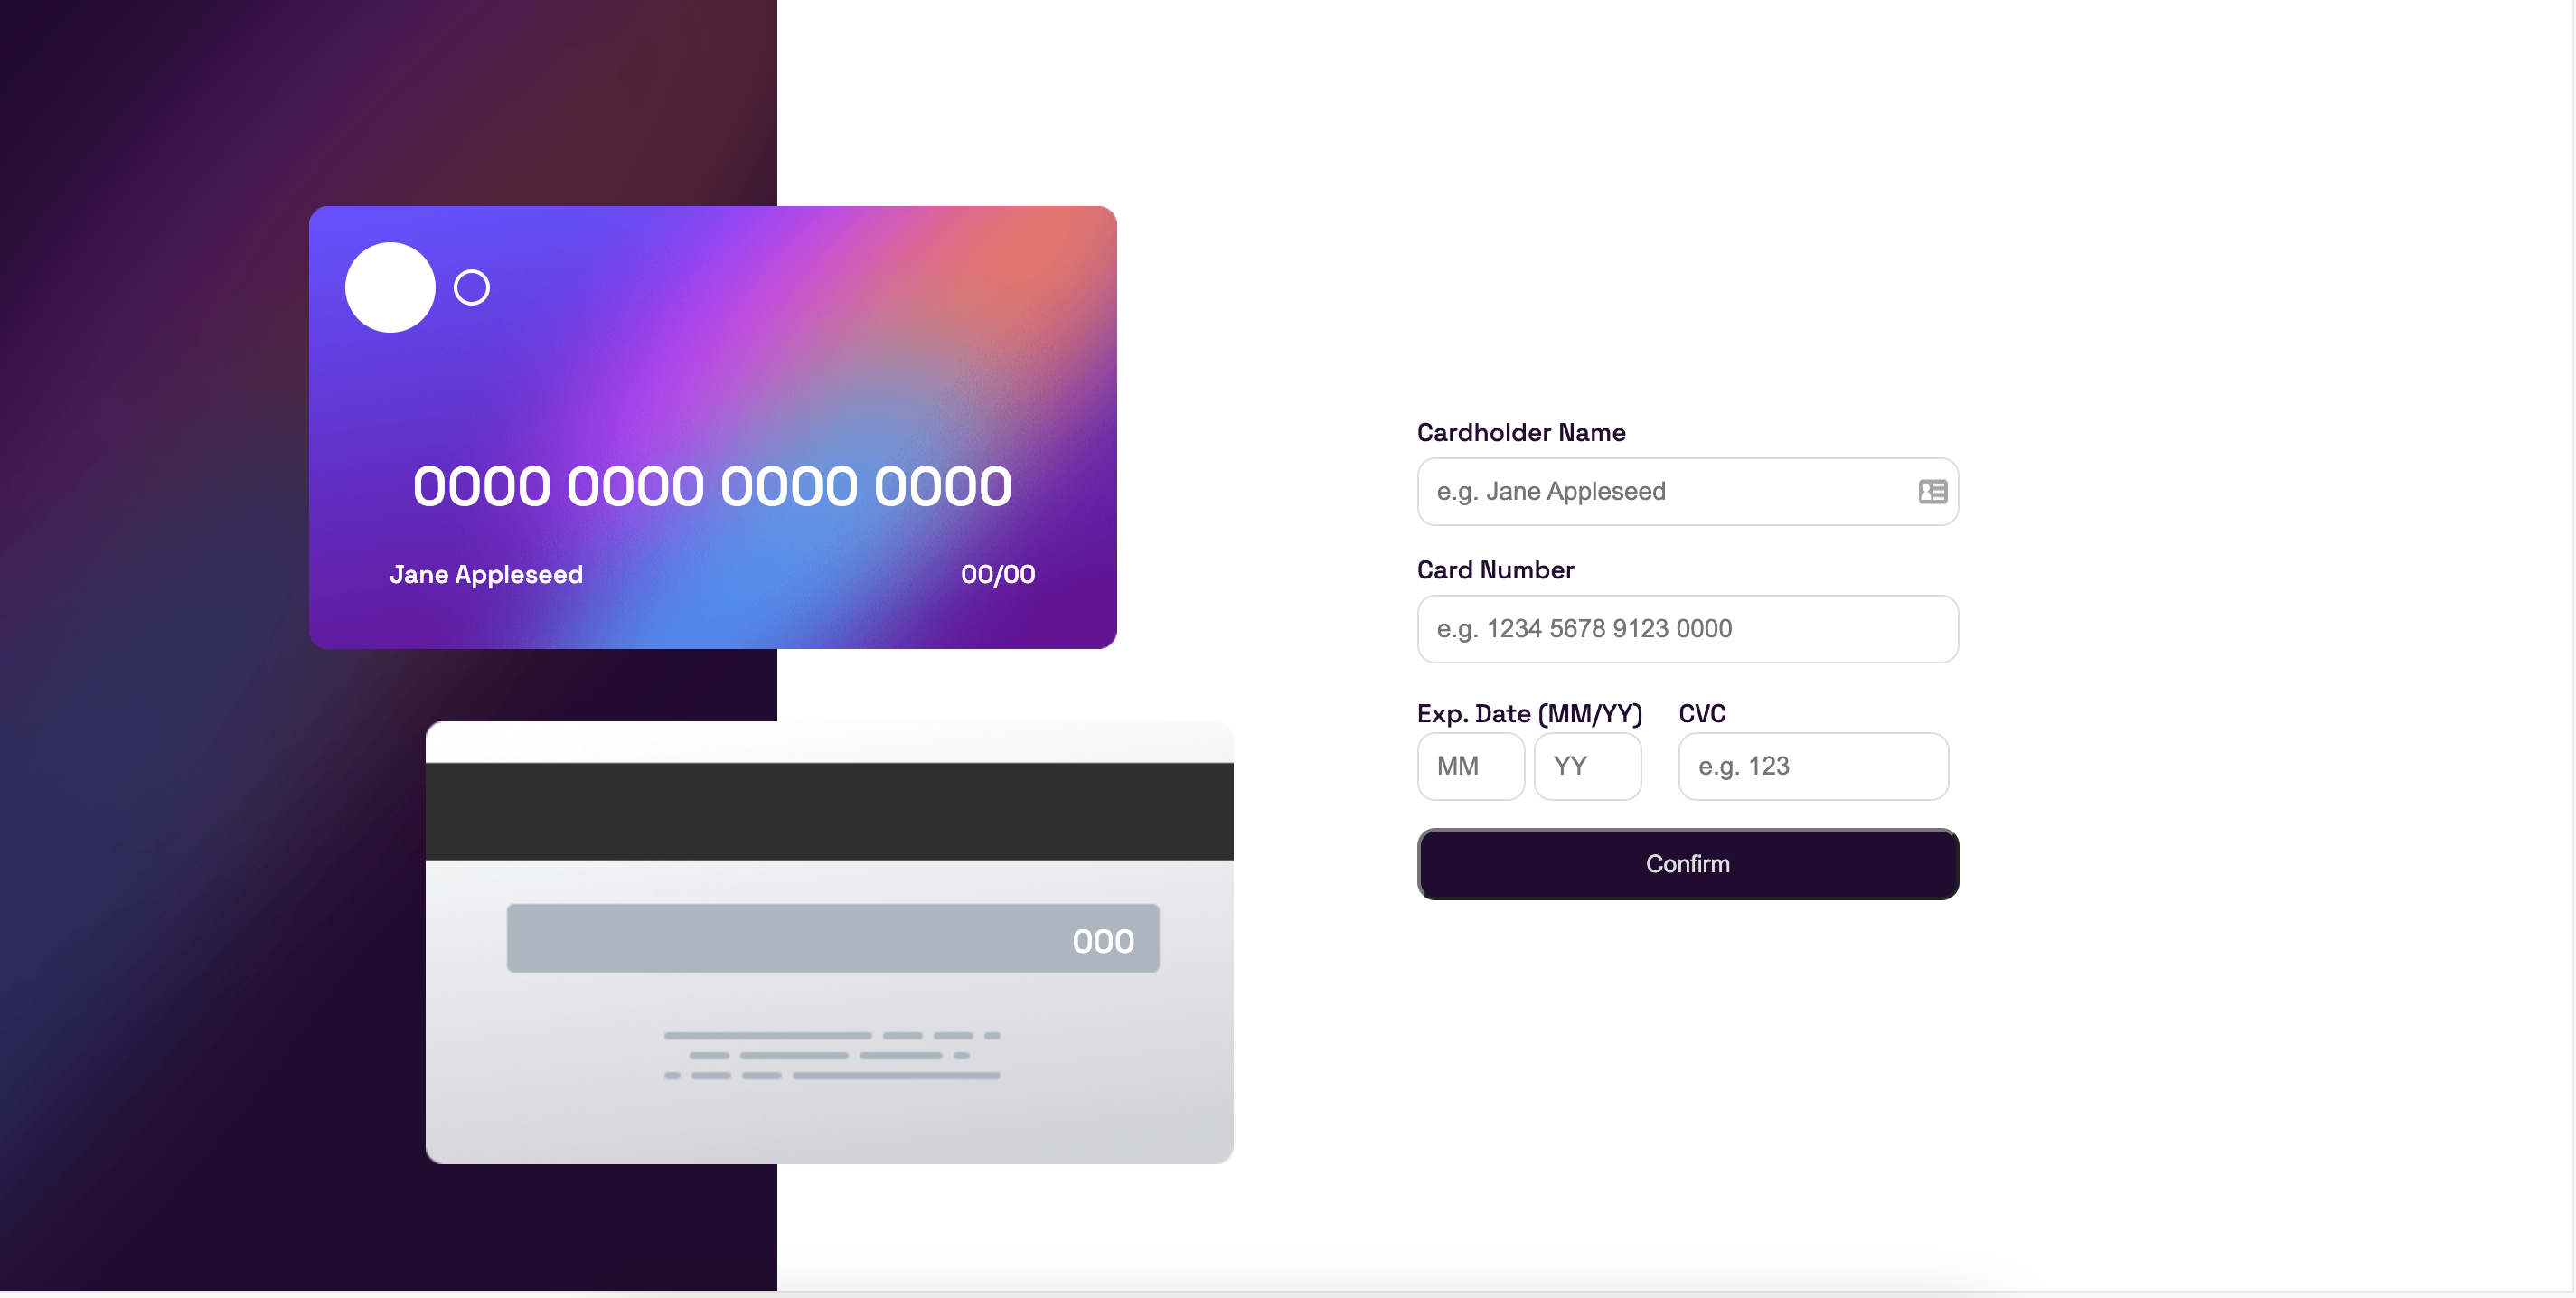 0000 0000 0000 0000
Jane Appleseed 00/00
000
Cardholder Name
e.g. Jane Appleseed
Card Number
e.g. 1234 5678 9123 0000
Exp. Date (MM/YY) CVC
MM YY e.g. 123
Confirm